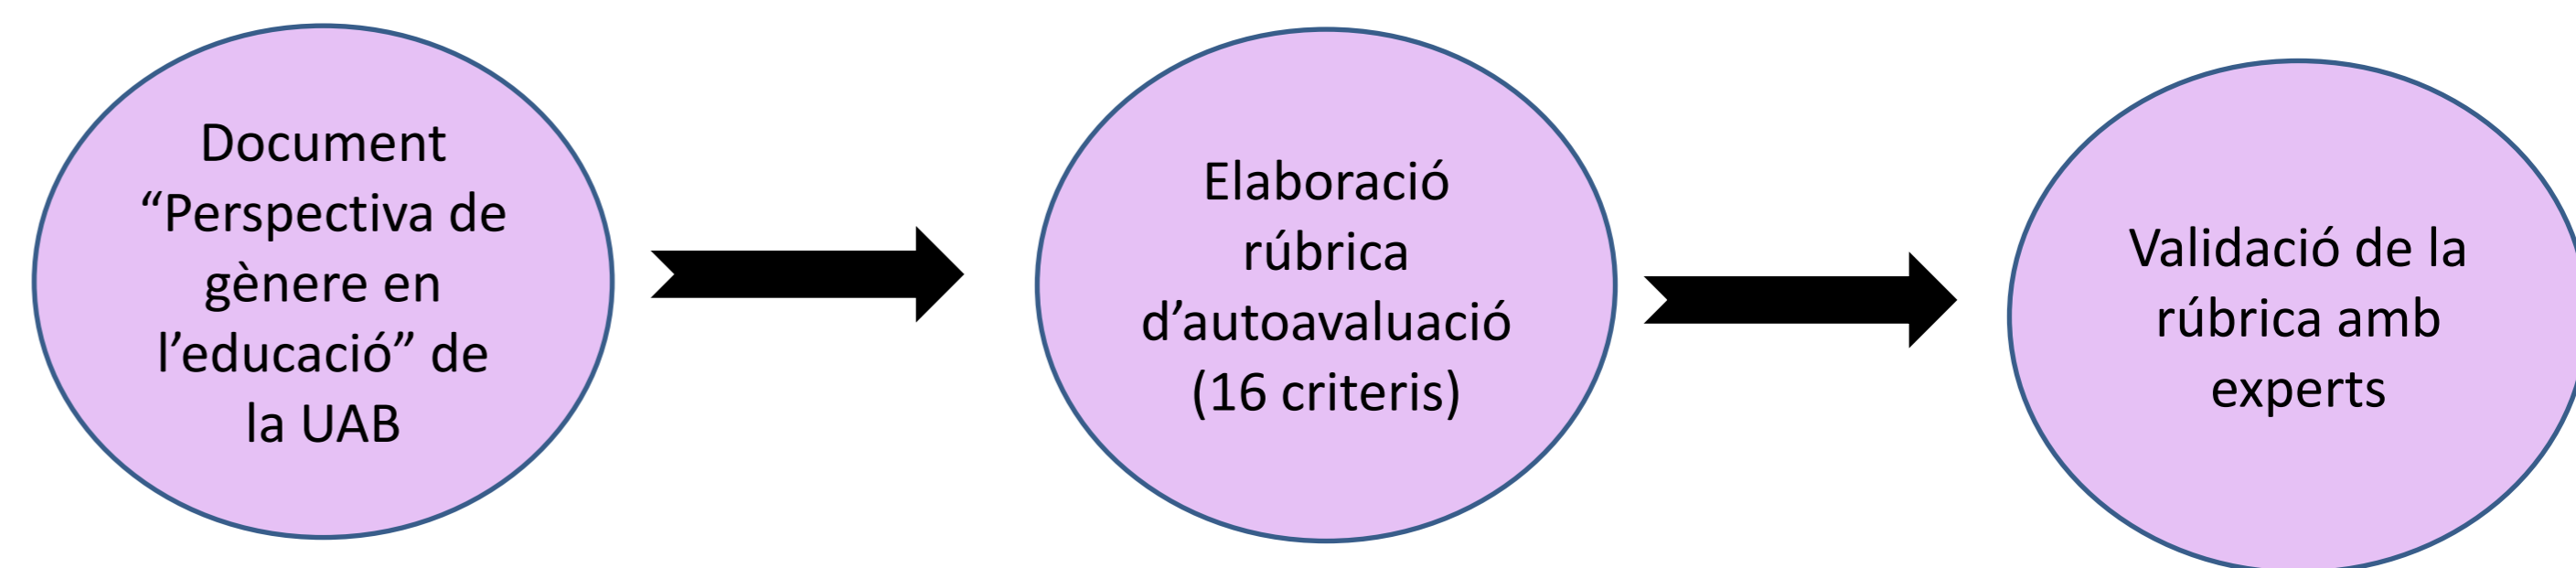 Document
“Perspectiva de
gènere en
l’educació” de
la UAB
Elaboració
rúbrica
d’autoavaluació
(16 criteris)
Validació de la
rúbrica amb
experts